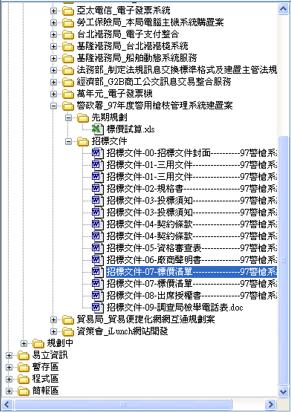 亞太電信_電子發票系統
勞工保險局_本局電腦主機系統購置案
台北港務局_電子支付整合
基隆港務局_台北港港棧系統
基隆港務局_船舶動態系統服務
法務部_制定法規訊息交換標準格式及建置主管法規
經濟部_G2B商工公文訊息交易整合服務
萬年元_電子發票機
警政署_97年度警用槍枝管理系統建置案
先期規劃
標價試算.xls
招標文件
招標文件-00-招標文件封面-----------97警槍系
招標文件-01-三用文件-----------97警槍系
招標文件-01-三用文件-----------97警槍系
招標文件-02-規格書-----------97警槍系
招標文件-03-投標須知-----------97警槍系
招標文件-03-投標須知-----------97警槍系
招標文件-04-契約條款-----------97警槍系
招標文件-04-契約條款-----------97警槍系
招標文件-05-資格審查表-----------97警槍系
招標文件-06-廠商聲明書-----------97警槍系
招標文件-07-標價清單-----------97警槍系
招標文件-07-標價清單-----------97警槍系
招標文件-08-出席授權書-----------97警槍系
招標文件-09-調查局檢舉電話表.doc
貿易局_貿易便捷化網網互通規劃案
資策會_iLunch網站開發
規劃中
易立資訊
暫存區
程式區
簡報區